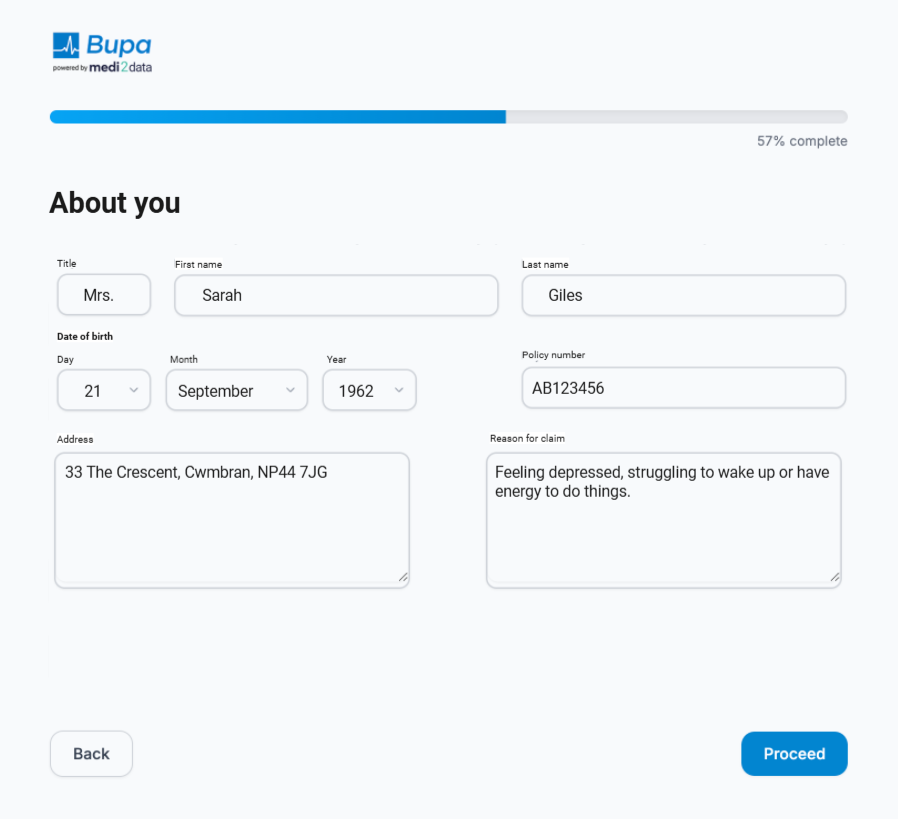 Bupa
powered by medi2data
57% complete
About you
Title
First name
Last name
Mrs.
Sarah
Giles
Date of birth
Day
Month
Year
Policy number
21
September
1962
AB123456
Address
Reason for claim
33 The Crescent, Cwmbran, NP44 7JG
Feeling depressed, struggling to wake up or have
energy to do things.
Back
Proceed